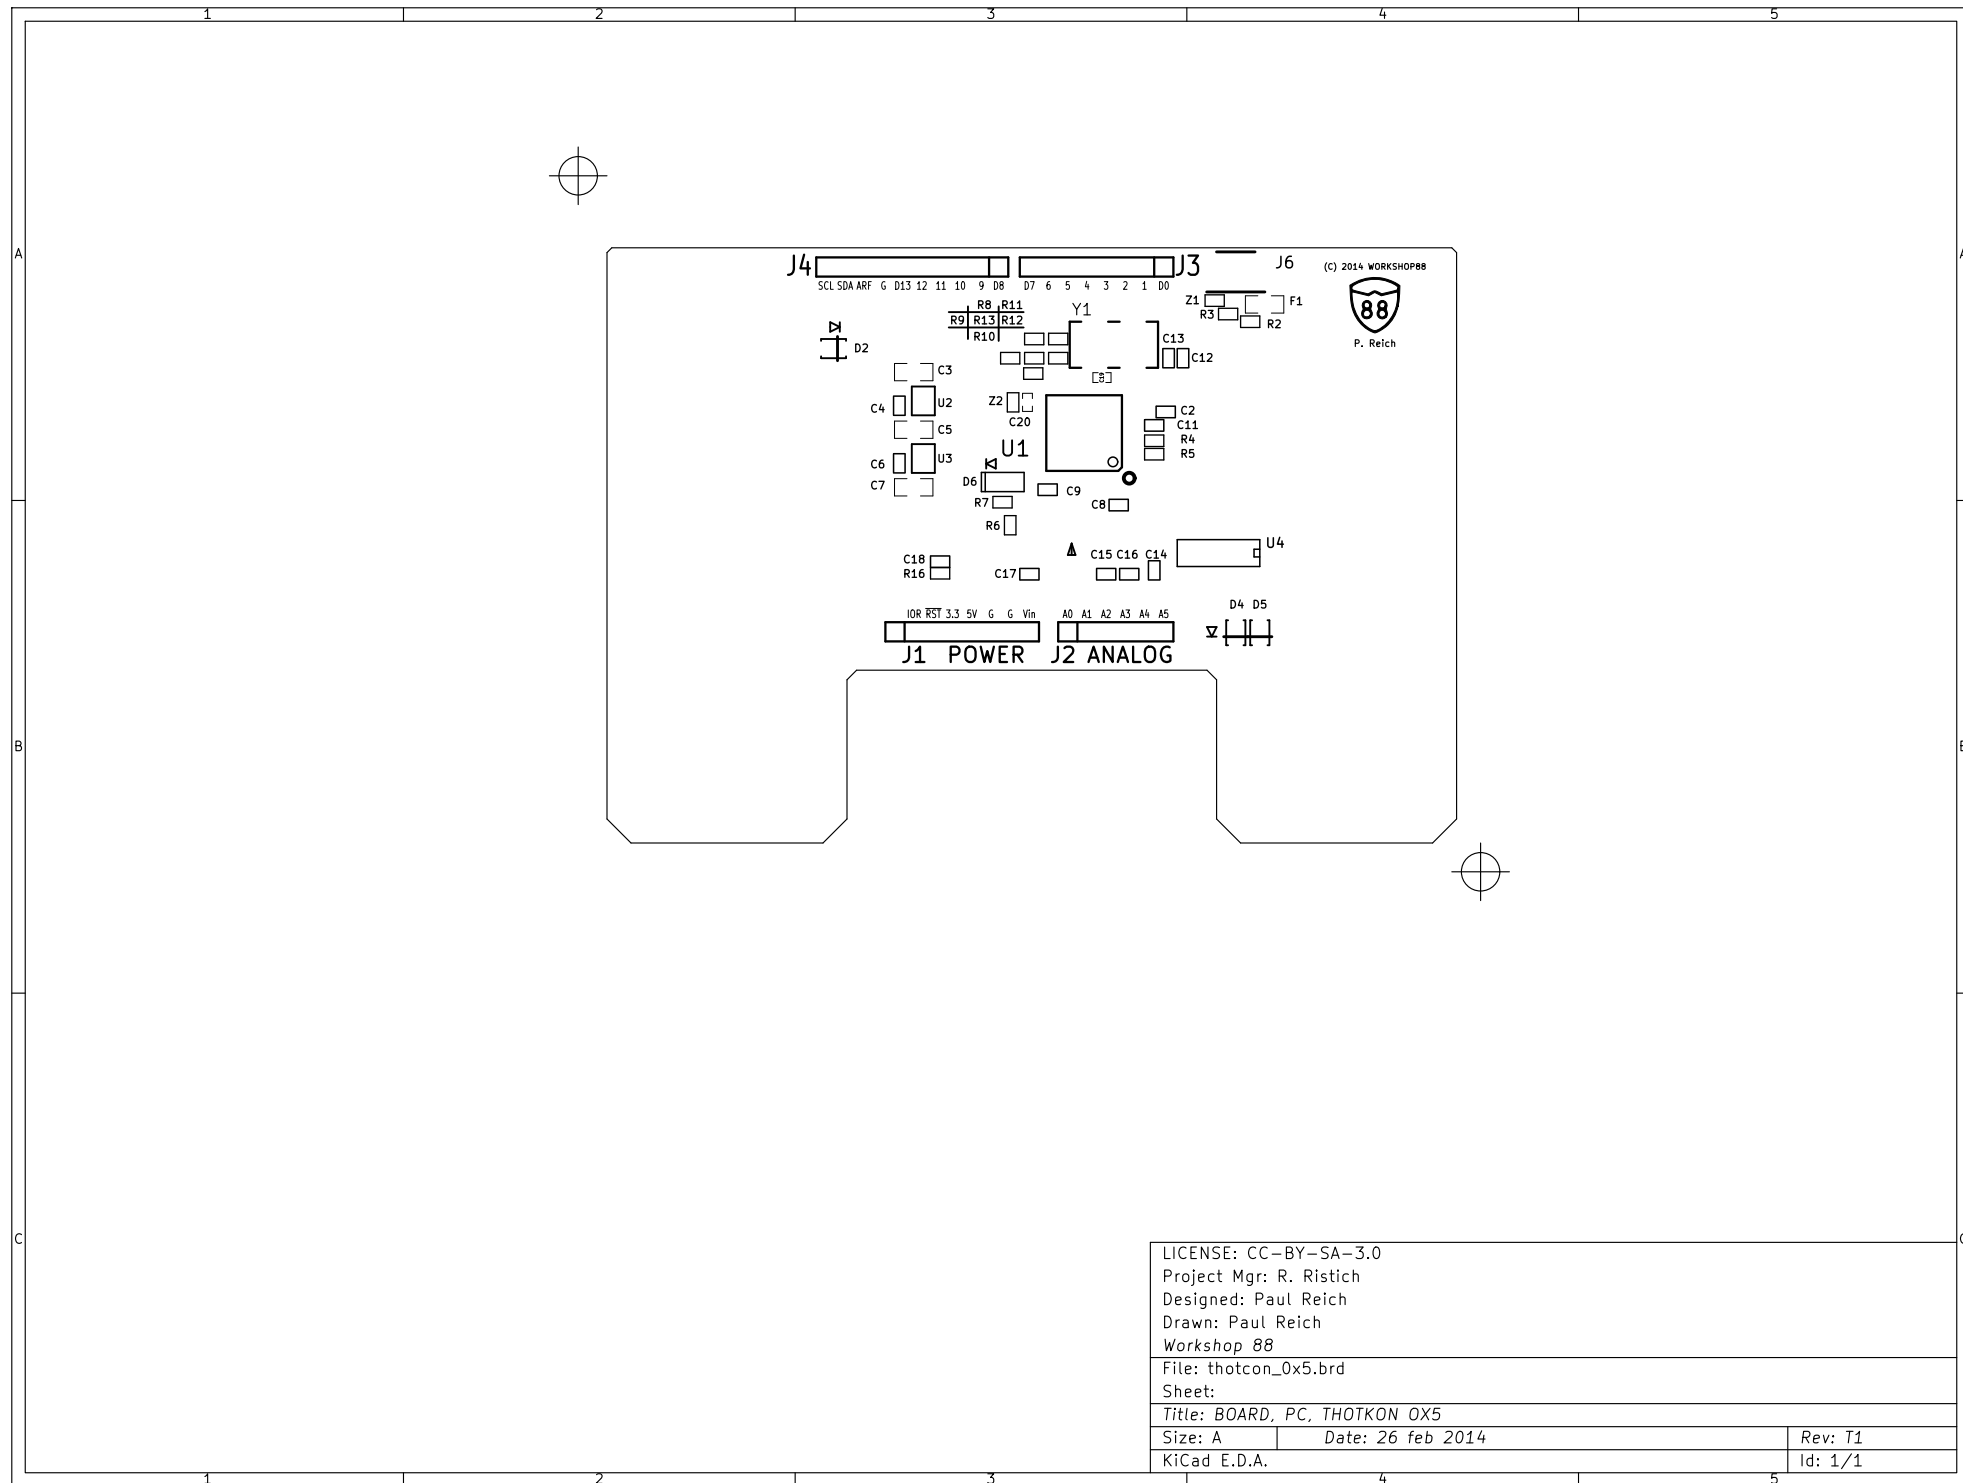 1 2 3 4 5
A A
J4 J3 J6 (C) 2014 WORKSHOP88
SCL SDA ARF G D13 12 11 10 9 D8 D7 6 5 4 3 2 1 D0
88
P. Reich
Z1 F1
R3 R2
R8 R11
R9 R13 R12
R10
Y1
D2
C13
C12
C3
C4 U2
Z2
C20
C2
C11
R4
R5
C5
U1
C6 U3
C7
D6
R7
C9
C8
R6
U4
C18
R16
C17
C15 C16 C14
D4 D5
IOR RST 3.3 5V G G Vin A0 A1 A2 A3 A4 A5
J1 POWER J2 ANALOG
B
C
LICENSE: CC-BY-SA-3.0
Project Mgr: R. Ristich
Designed: Paul Reich
Drawn: Paul Reich
Workshop 88
File: thotcon_0x5.brd
Sheet:
Title: BOARD, PC, THOTKON 0X5
Size: A Date: 26 feb 2014 Rev: T1
KiCad E.D.A. Id: 1/1
1 2 3 4 5